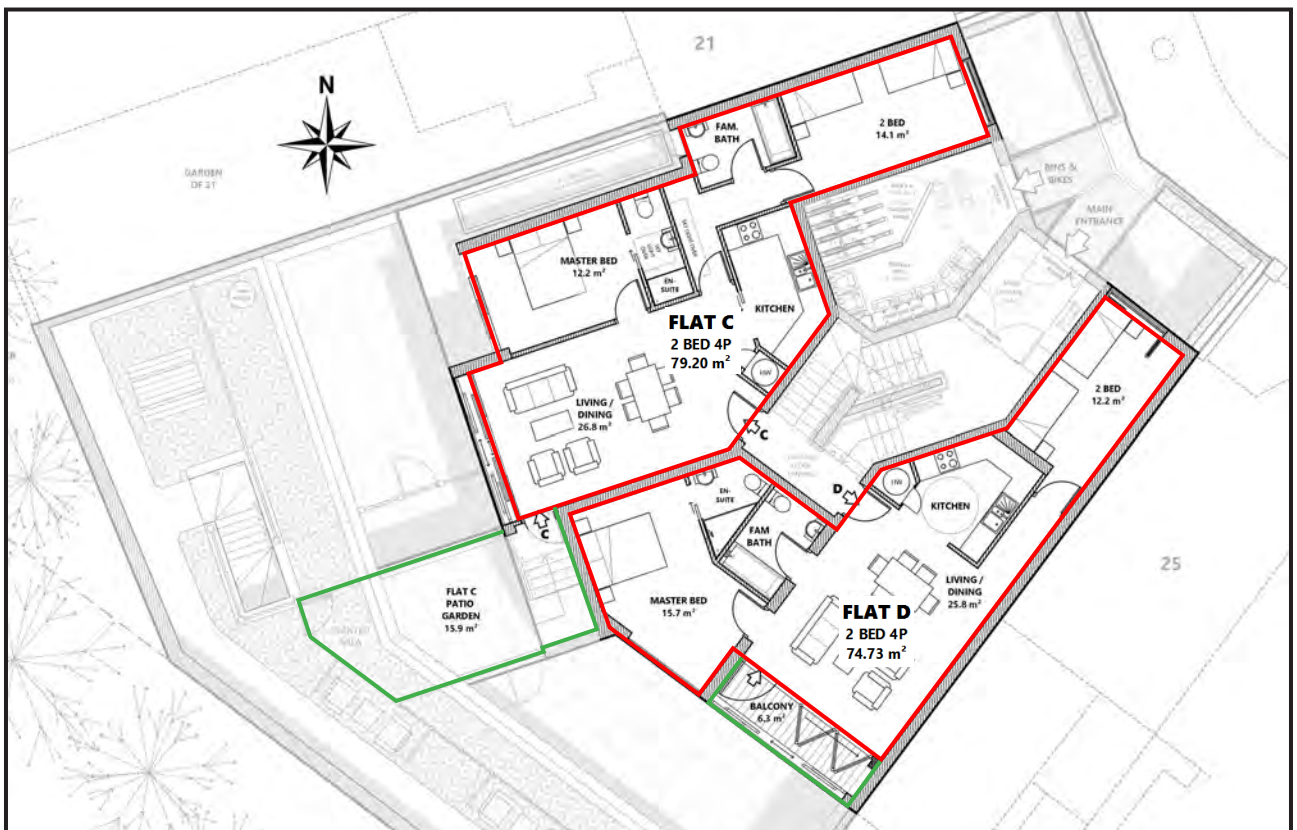 21
N
GARDEN
OF 21
FAM.
BATH
2 BED
14.1 m²
BINS &
BIKES
MAIN
ENTRANCE
MASTER BED
12.2 m²
EN-
SUITE
KITCHEN
FLAT C
2 BED 4P
79.20 m²
HW
LIVING /
DINING
26.8 m²
C
2 BED
12.2 m²
D
HW
KITCHEN
EN-
SUITE
FAM
BATH
C
25
FLAT C
PATIO
GARDEN
15.9 m²
MASTER BED
15.7 m²
LIVING /
DINING
25.8 m²
FLAT D
2 BED 4P
74.73 m²
BALCONY
6.3 m²